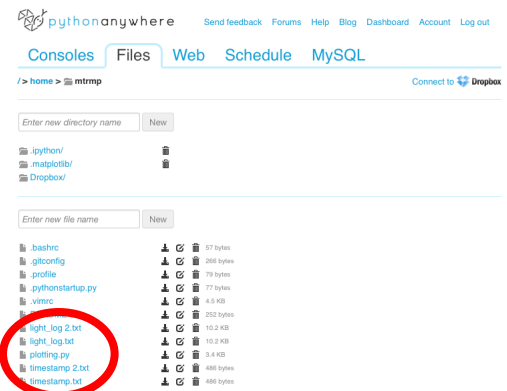 pythonanywhere Send feedback Forums Help Blog Dashboard Account Log out
Consoles Files Web Schedule MySQL
/ > home > mtrmp Connect to Dropbox
Enter new directory name New
.ipython/
.matplotlib/
Dropbox/
Enter new file name New
.bashrc 57 bytes
.gitconfig 266 bytes
.profile 79 bytes
.pythonstartup.py 77 bytes
.vimrc 4.5 KB
252 bytes
light_log 2.txt 10.2 KB
light_log.txt 10.2 KB
plotting.py 3.4 KB
timestamp 2.txt 486 bytes
timestamp.txt 486 bytes